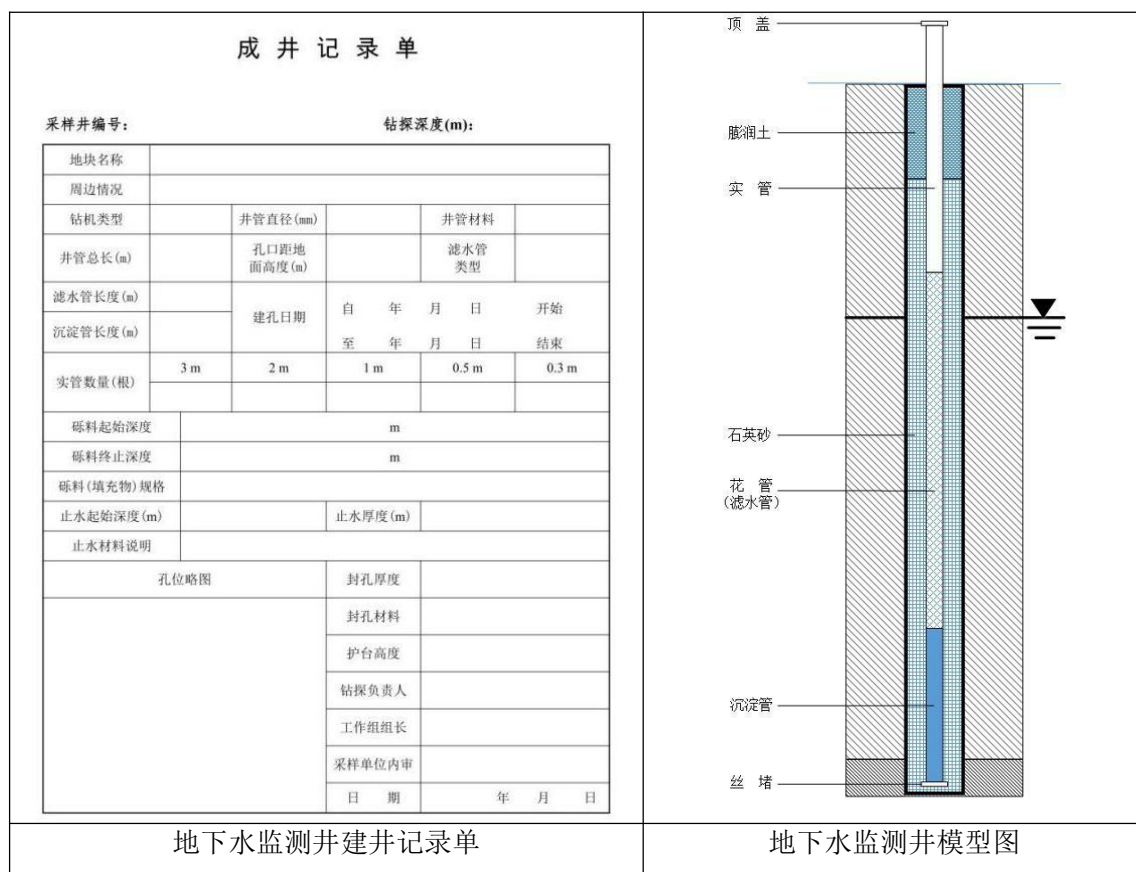 成 井 记 录 单
采样井编号： 钻探深度(m)：
地块名称
周边情况
钻机类型 井管直径(mm) 井管材料
井管总长(m) 孔口距地面高度(m) 滤水管类型
滤水管长度(m) 建孔日期 自 年 月 日 开始
沉淀管长度(m) 至 年 月 日 结束
实管数量(根) 3 m 2 m 1 m 0.5 m 0.3 m
砾料起始深度 m
砾料终止深度 m
砾料(填充物)规格
止水起始深度(m) 止水厚度(m)
止水材料说明
孔位略图 封孔厚度
封孔材料
护台高度
钻探负责人
工作组组长
采样单位内审
日 期 年 月 日
地下水监测井建井记录单
顶 盖
膨润土
实 管
石英砂
花 管
(滤水管)
沉淀管
丝 堵
地下水监测井模型图